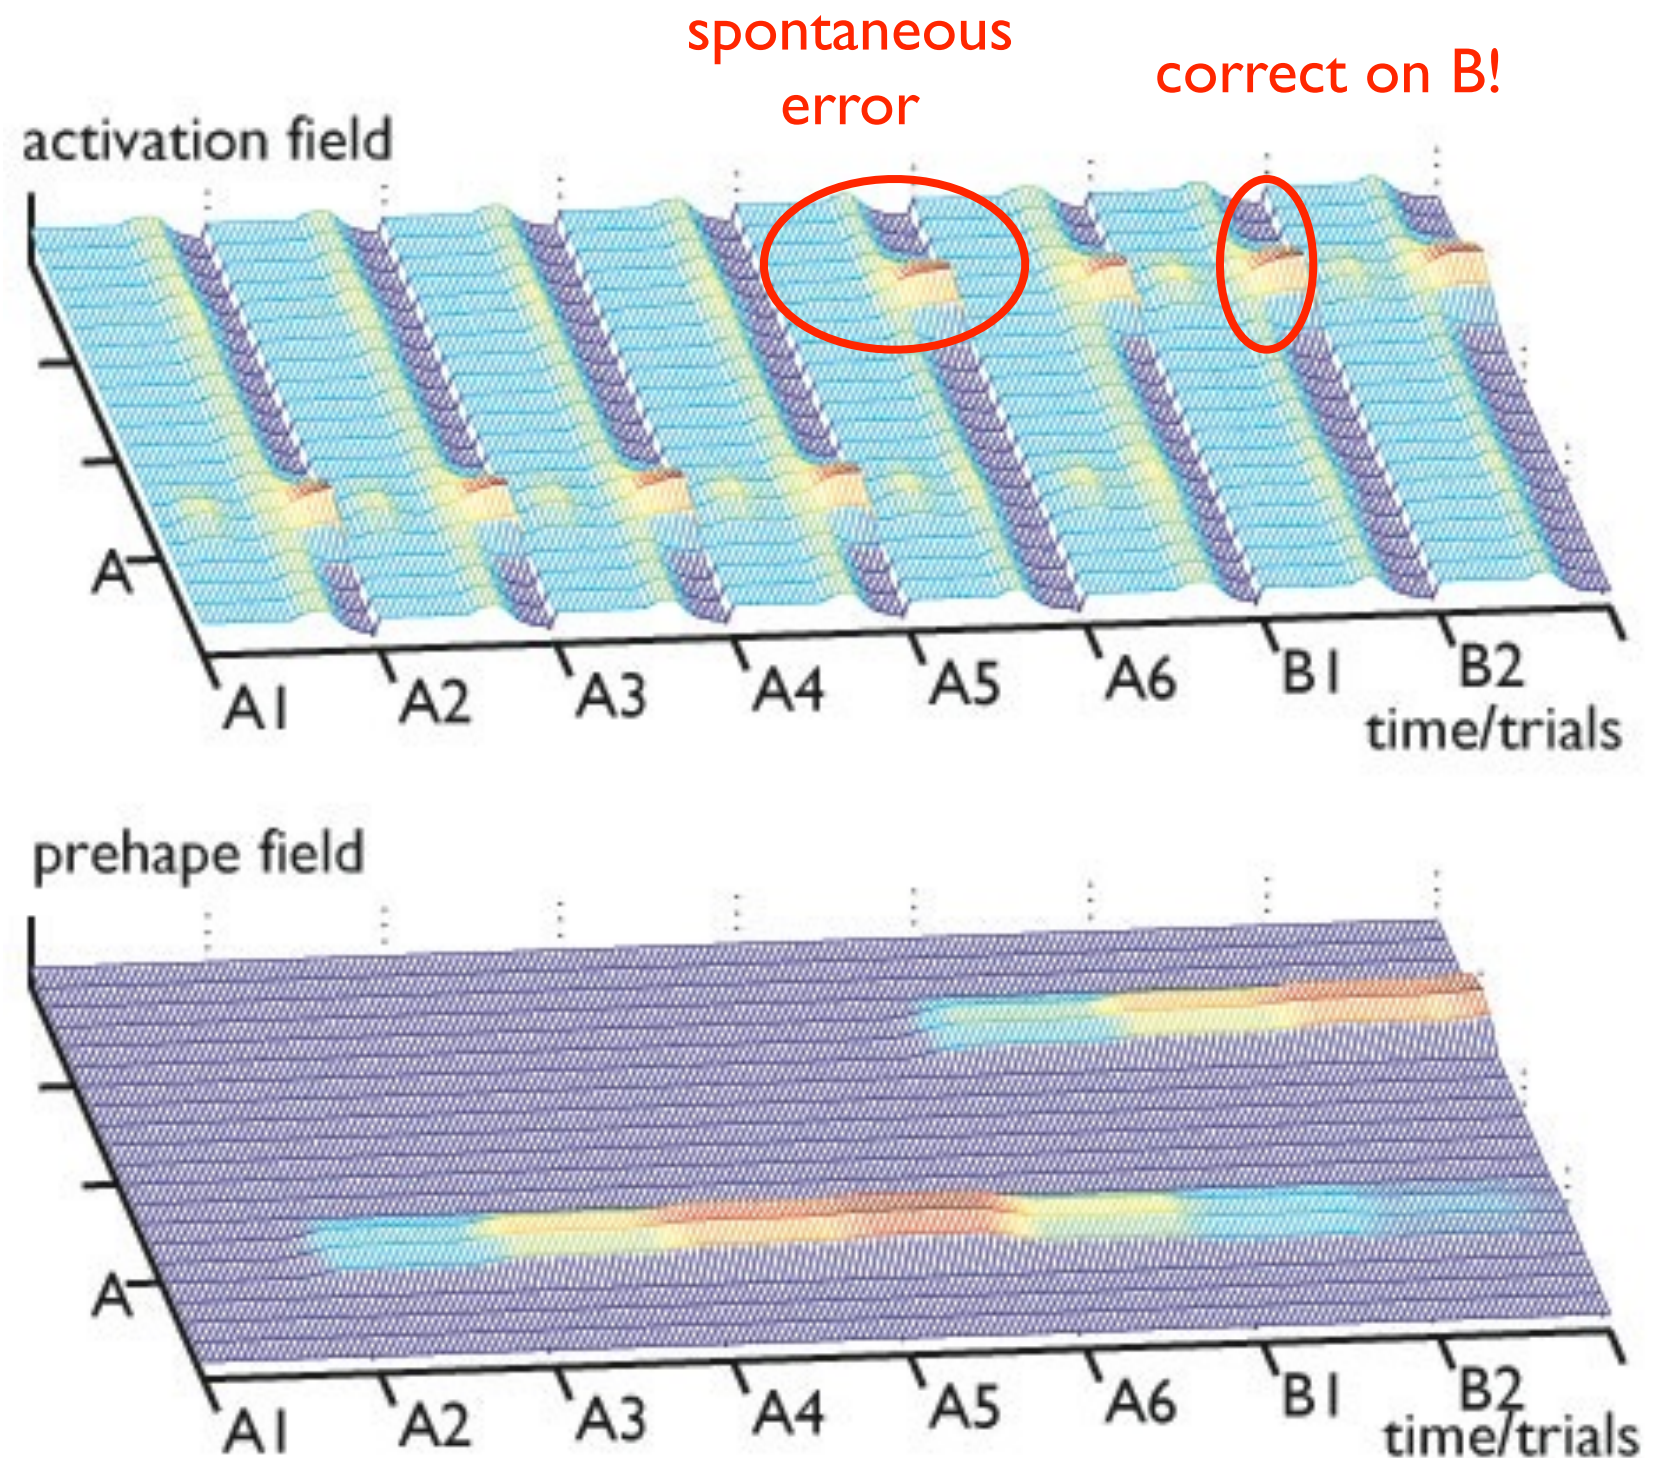 spontaneous
error
correct on B!
activation field
A
A1 A2 A3 A4 A5 A6 B1 B2
time/trials
prehape field
A
A1 A2 A3 A4 A5 A6 B1 B2
time/trials